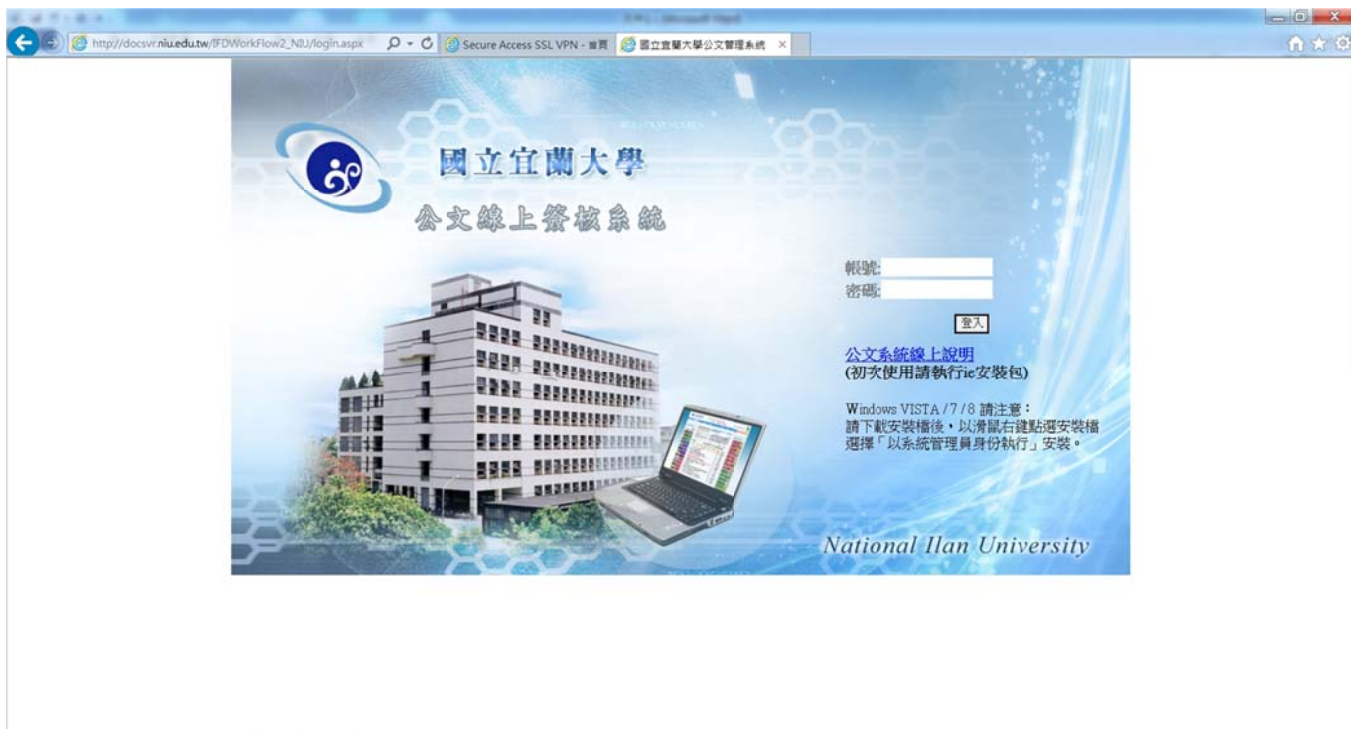 http://docsvr.niu.edu.tw/IFDWorkFlow2_NIU/login.aspx
Secure Access SSL VPN - 首頁
國立宜蘭大學公文管理系統
國立宜蘭大學
公文線上簽核系統
帳號:
密碼:
登入
公文系統線上說明
(初次使用請執行ie安裝包)
Windows VISTA / 7 / 8 請注意：
請下載安裝檔後，以滑鼠右鍵點選安裝檔
選擇「以系統管理員身份執行」安裝。
National Ilan University